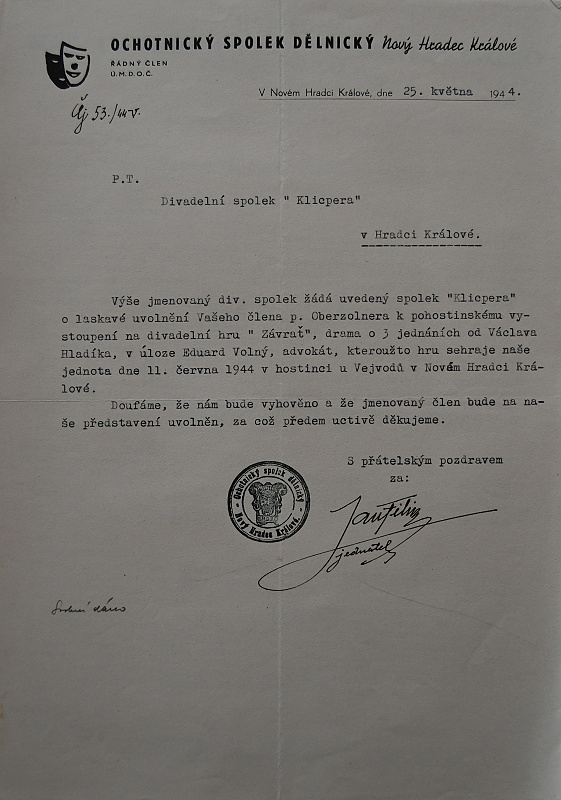 OCHOTNICKÝ SPOLEK DĚLNICKÝ Nový Hradec Králové
ŘÁDNÝ ČLEN
Ú.M.D.O.Č.
V Novém Hradci Králové, dne 25. května 1944.
Čj 53./44v.
P.T.
Divadelní spolek " Klicpera"
v Hradci Králové.
Výše jmenovaný div. spolek žádá uvedený spolek "Klicpera"
o laskavé uvolnění Vašeho člena p. Oberzolnera k pohostinskému vy-
stoupení na divadelní hru " Závrať", drama o 3 jednáních od Václava
Hladíka, v úloze Eduard Volný, advokát, kteroužto hru sehraje naše
jednota dne 11. června 1944 v hostinci u Vejvodů v Novém Hradci Krá-
lové.
Doufáme, že nám bude vyhověno a že jmenovaný člen bude na na-
še představení uvolněn, za což předem uctivě děkujeme.
S přátelským pozdravem
za:
Ochotnický spolek dělnický
Nový Hradec Králové.
jednatel
dáno